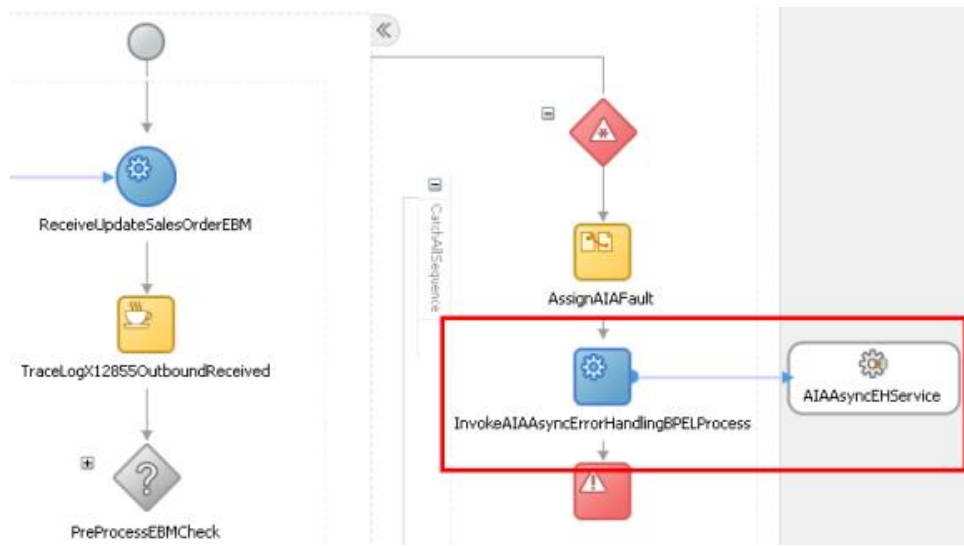 ReceiveUpdateSalesOrderEBM
TraceLogX12855OutboundReceived
PreProcessEBMCheck
CatchAllSequence
AssignAIAFault
InvokeAIAAsyncErrorHandlingBPELProcess
AIAAsyncEHService